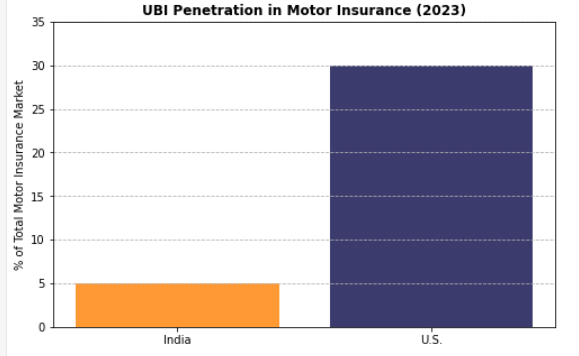 UBI Penetration in Motor Insurance (2023)
% of Total Motor Insurance Market
35
30
25
20
15
10
5
0
India
U.S.